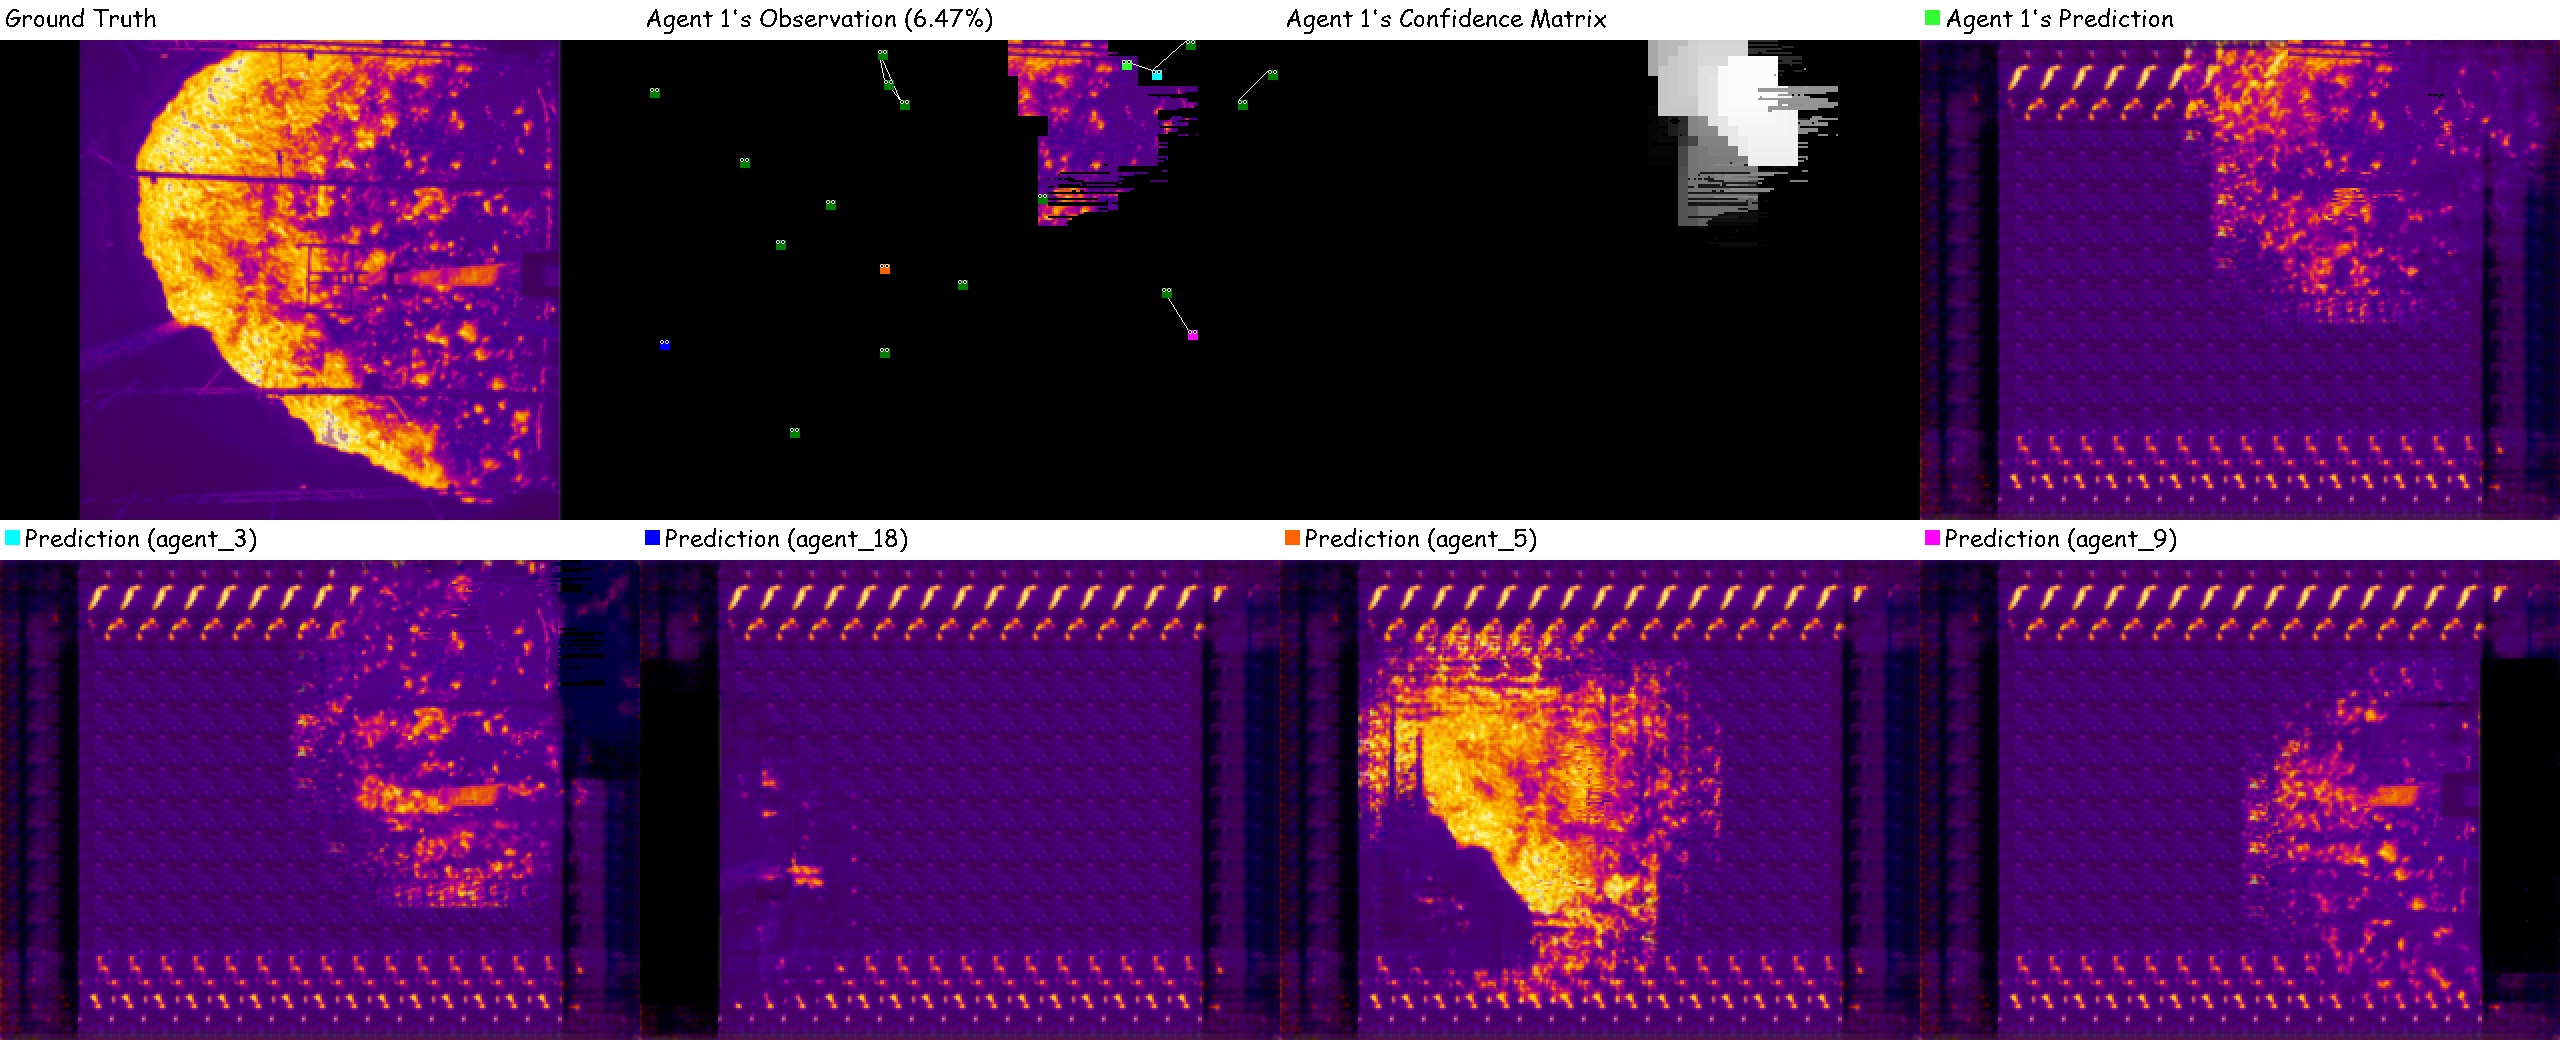 Ground Truth
Agent 1's Observation (6.47%)
Agent 1's Confidence Matrix
Agent 1's Prediction
Prediction (agent_3)
Prediction (agent_18)
Prediction (agent_5)
Prediction (agent_9)